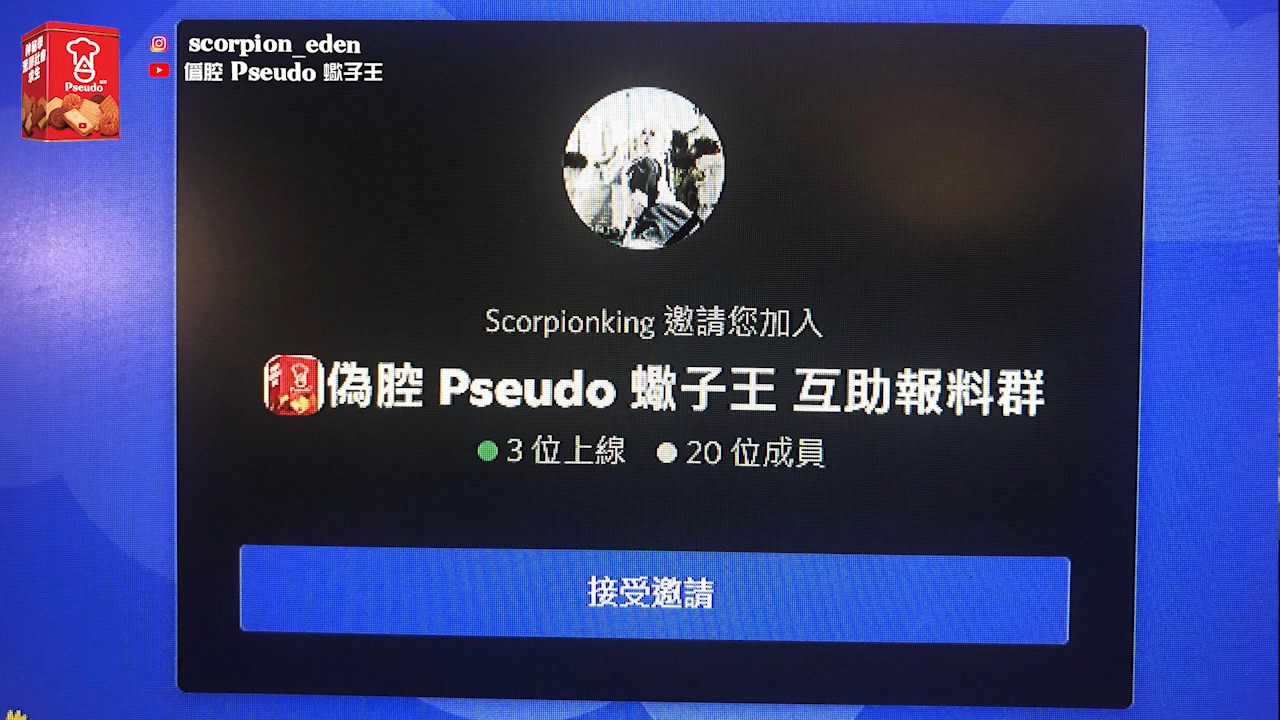 scorpion_eden
偽腔 Pseudo 蠍子王
Pseudo
Scorpionking 邀請您加入
偽腔 Pseudo 蠍子王 互助報料群
3 位上線 20 位成員
接受邀請